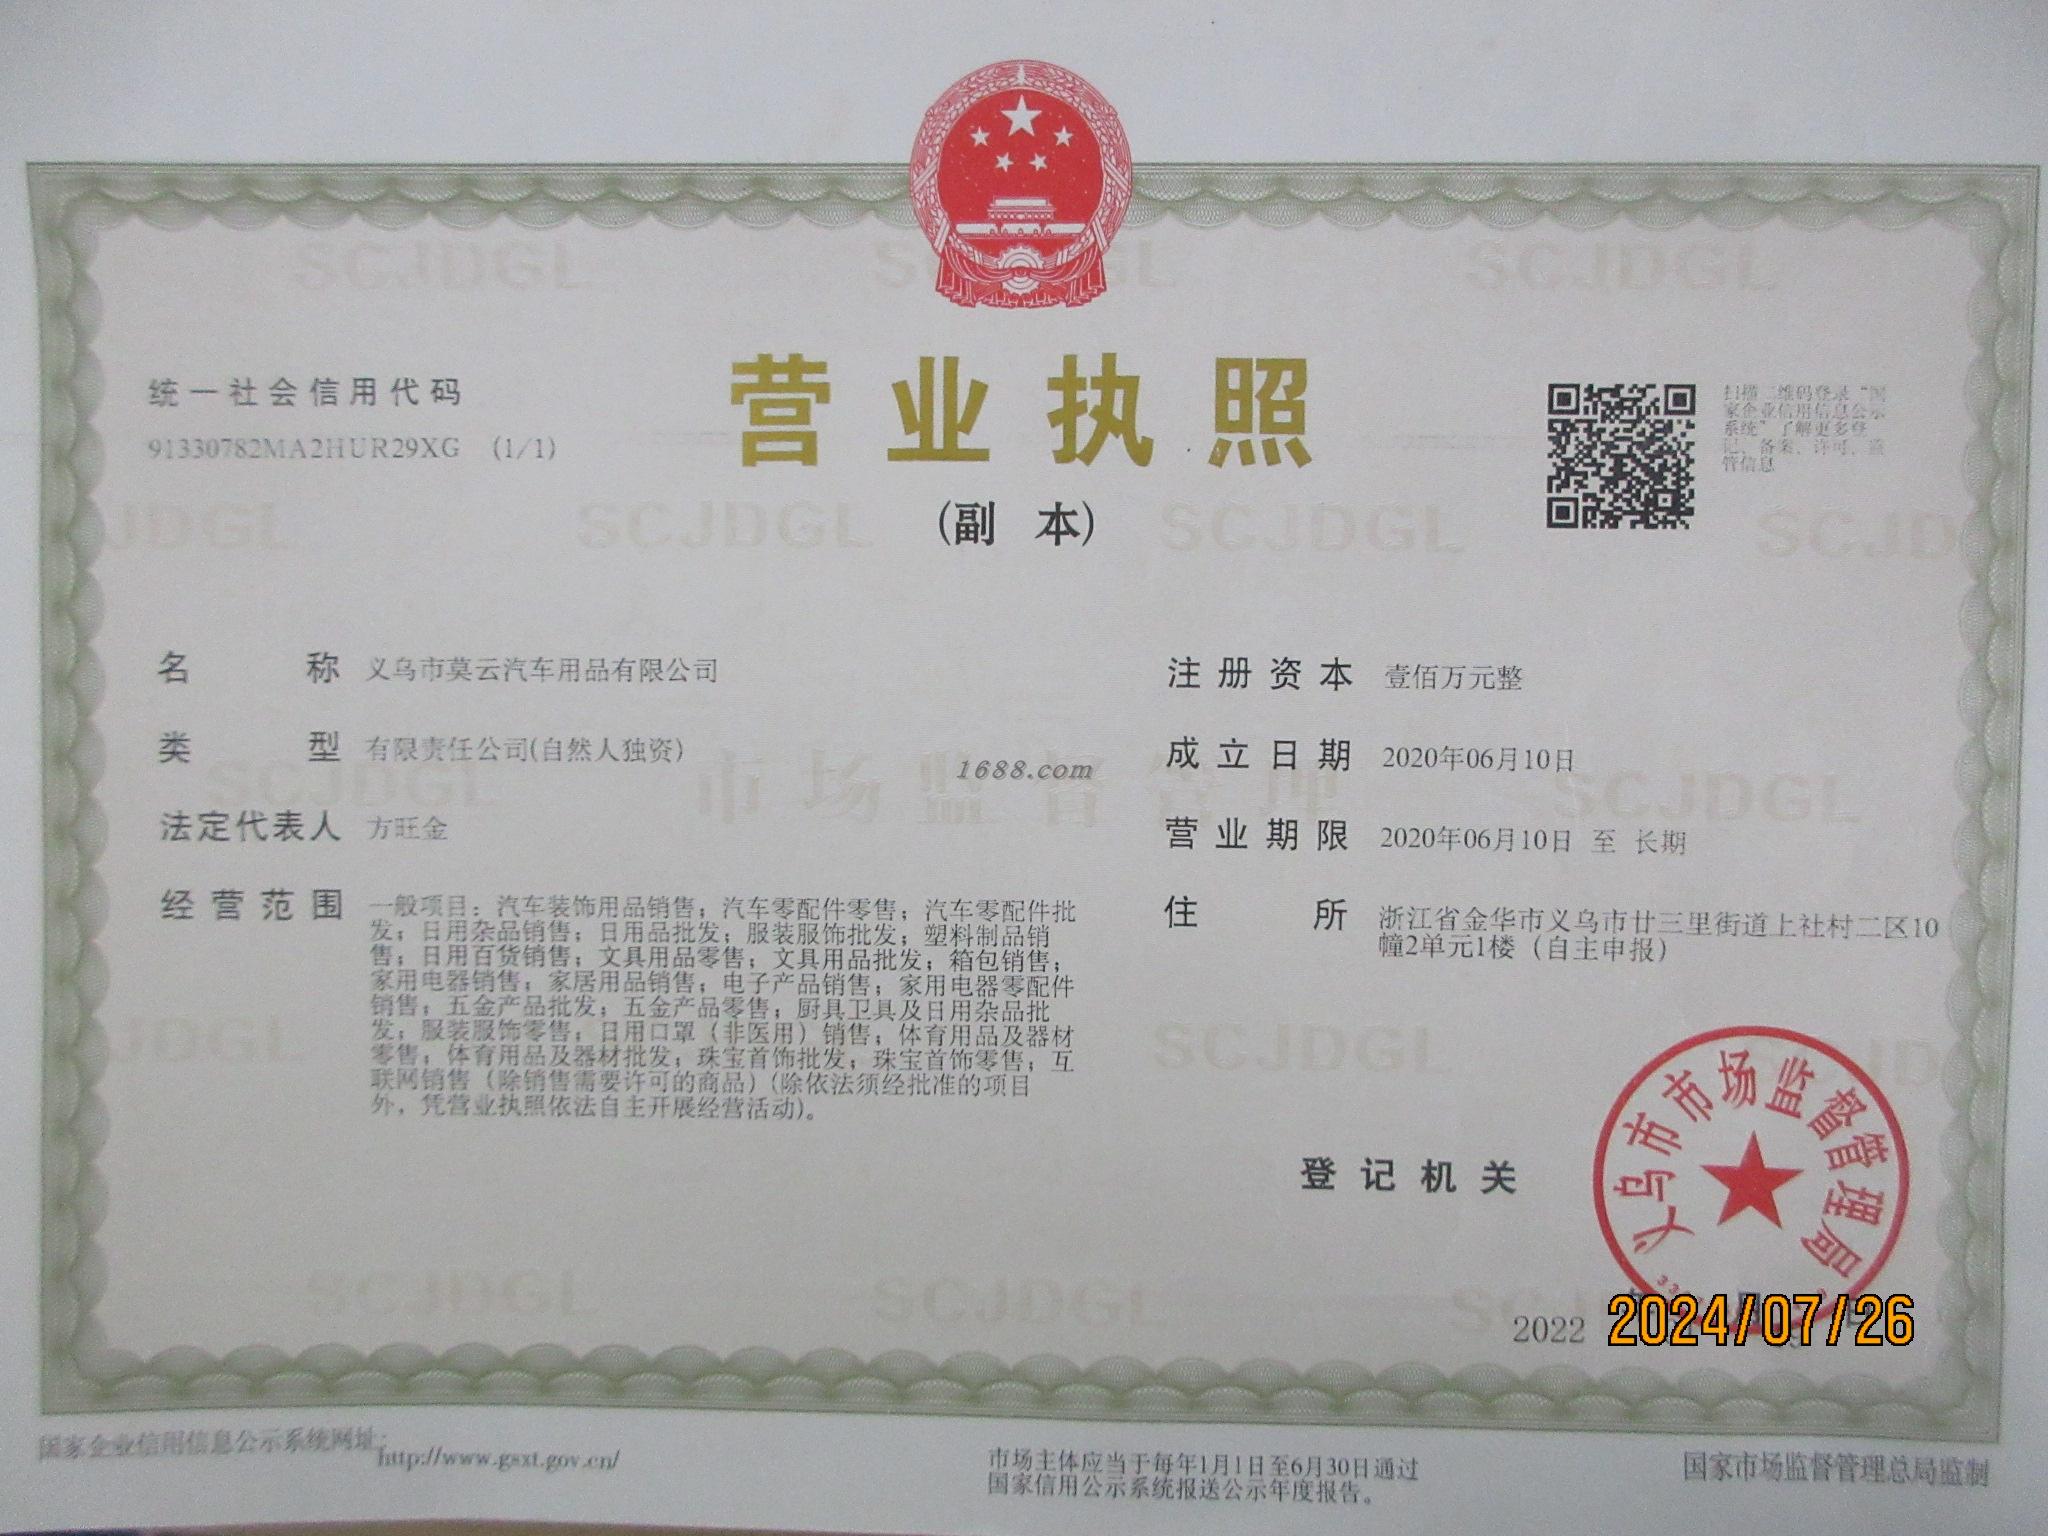 统一社会信用代码
91330782MA2HUR29XG (1/1)
营业执照
(副 本)
扫描二维码登录“国
家企业信用信息公示
系统”了解更多登
记、备案、许可、监
管信息
名 称 义乌市莫云汽车用品有限公司
类 型 有限责任公司(自然人独资)
法定代表人 方旺金
经营范围 一般项目：汽车装饰用品销售；汽车零配件零售；汽车零配件批
发；日用杂品销售；日用品批发；服装服饰批发；塑料制品销
售；日用百货销售；文具用品零售；文具用品批发；箱包销售；
家用电器销售；家居用品销售；电子产品销售；家用电器零配件
销售；五金产品批发；五金产品零售；厨具卫具及日用杂品批
发；服装服饰零售；日用口罩（非医用）销售；体育用品及器材
零售；体育用品及器材批发；珠宝首饰批发；珠宝首饰零售；互
联网销售（除销售需要许可的商品）(除依法须经批准的项目
外，凭营业执照依法自主开展经营活动)。
注册资本 壹佰万元整
成立日期 2020年06月10日
营业期限 2020年06月10日 至 长期
住 所 浙江省金华市义乌市廿三里街道上社村二区10
幢2单元1楼（自主申报）
1688.com
市场监督管理
SCJDGL
登记机关
义乌市市场监督管理局
2022
2024/07/26
国家企业信用信息公示系统网址：http://www.gsxt.gov.cn/
市场主体应当于每年1月1日至6月30日通过
国家信用公示系统报送公示年度报告。
国家市场监督管理总局监制